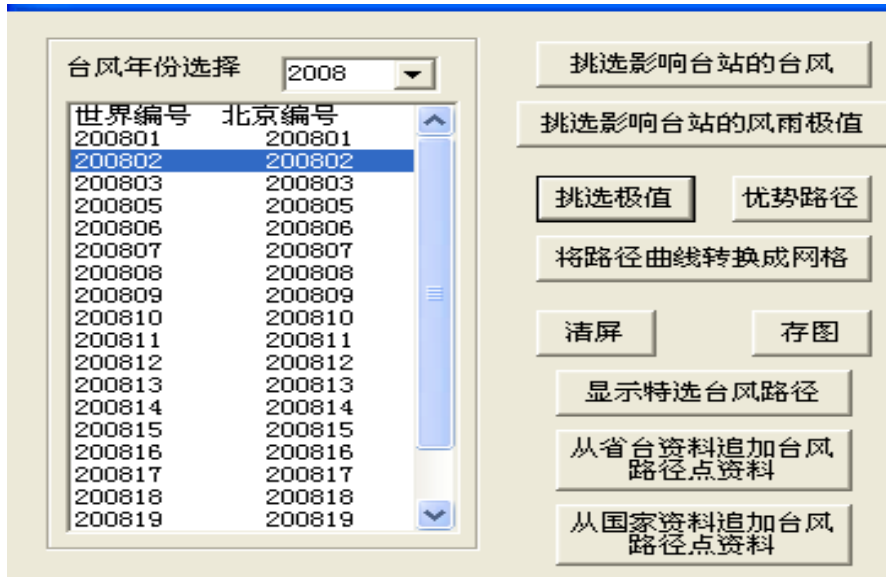 台风年份选择 2008
世界编号 北京编号
200801 200801
200802 200802
200803 200803
200805 200805
200806 200806
200807 200807
200808 200808
200809 200809
200810 200810
200811 200811
200812 200812
200813 200813
200814 200814
200815 200815
200816 200816
200817 200817
200818 200818
200819 200819
挑选影响台站的台风
挑选影响台站的风雨极值
挑选极值 优势路径
将路径曲线转换成网格
清屏 存图
显示特选台风路径
从省台资料追加台风
路径点资料
从国家资料追加台风
路径点资料